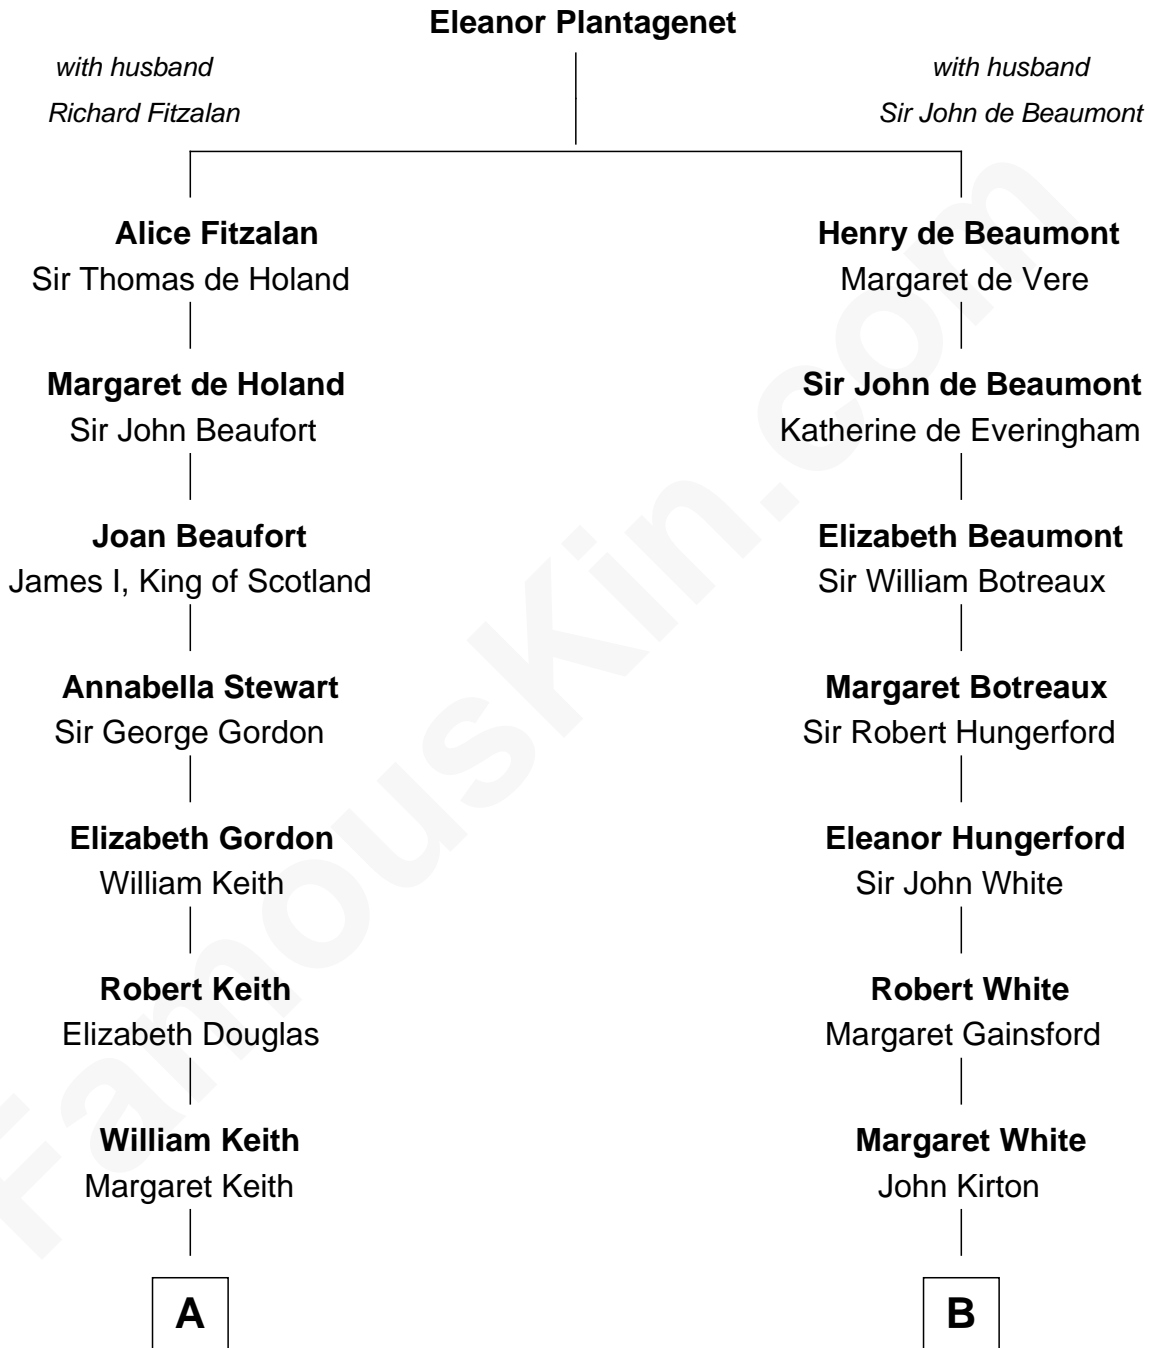 Eleanor Plantagenet
with husband
Richard Fitzalan
with husband
Sir John de Beaumont
Alice Fitzalan
Sir Thomas de Holand
Henry de Beaumont
Margaret de Vere
Margaret de Holand
Sir John Beaufort
Sir John de Beaumont
Katherine de Everingham
Joan Beaufort
James I, King of Scotland
Elizabeth Beaumont
Sir William Botreaux
Annabella Stewart
Sir George Gordon
Margaret Botreaux
Sir Robert Hungerford
Elizabeth Gordon
William Keith
Eleanor Hungerford
Sir John White
Robert Keith
Elizabeth Douglas
Robert White
Margaret Gainsford
William Keith
Margaret Keith
Margaret White
John Kirton
A
B
FamousKin.com